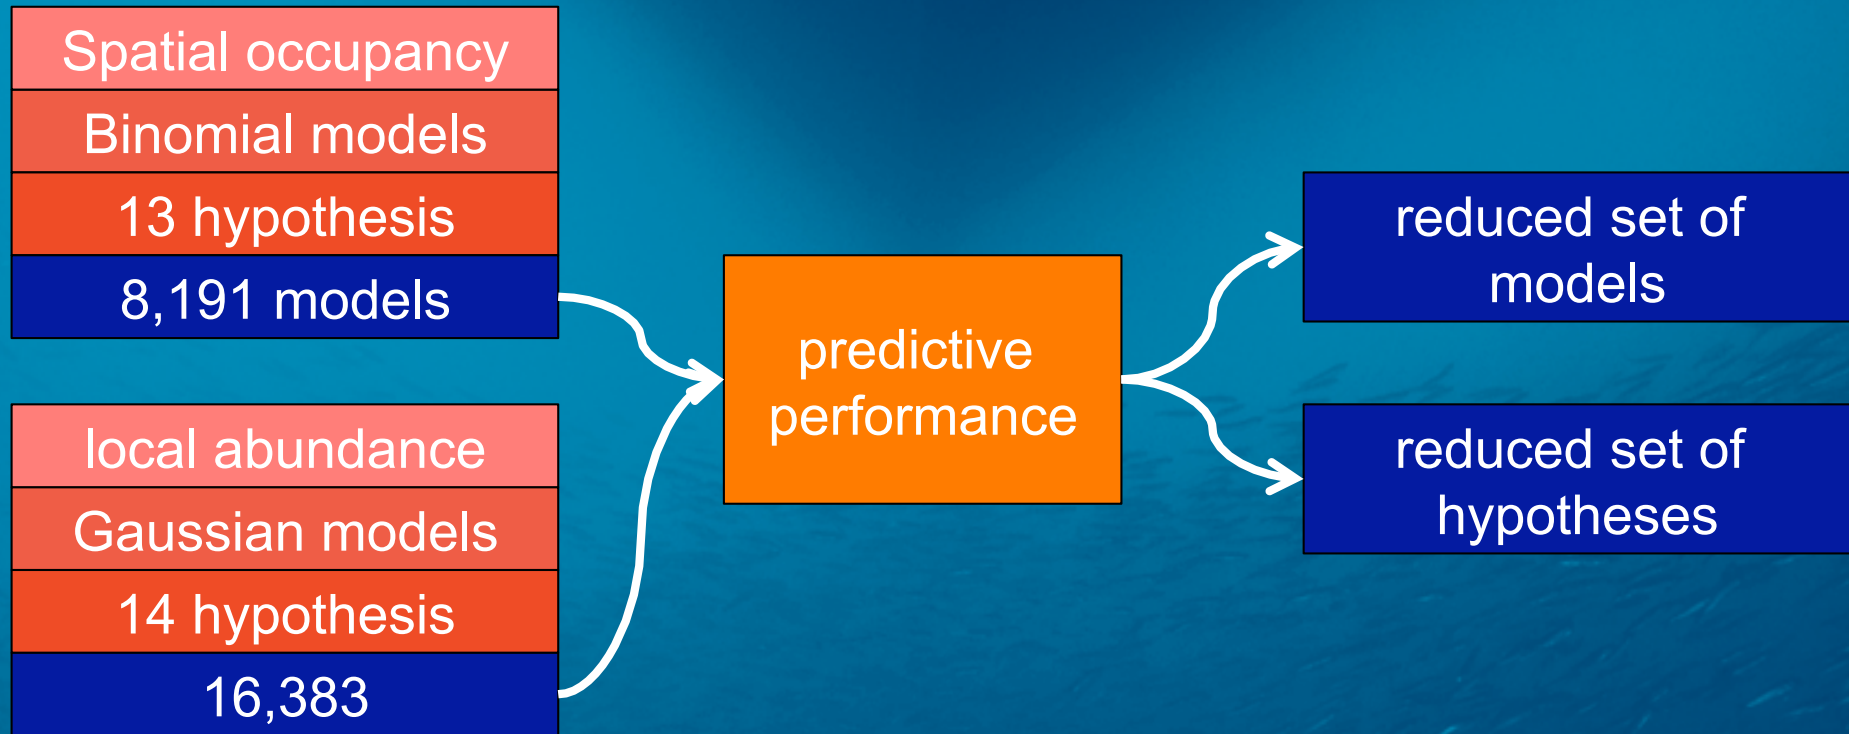 Spatial occupancy
Binomial models
13 hypothesis
8,191 models
local abundance
Gaussian models
14 hypothesis
16,383
predictive
performance
reduced set of
models
reduced set of
hypotheses